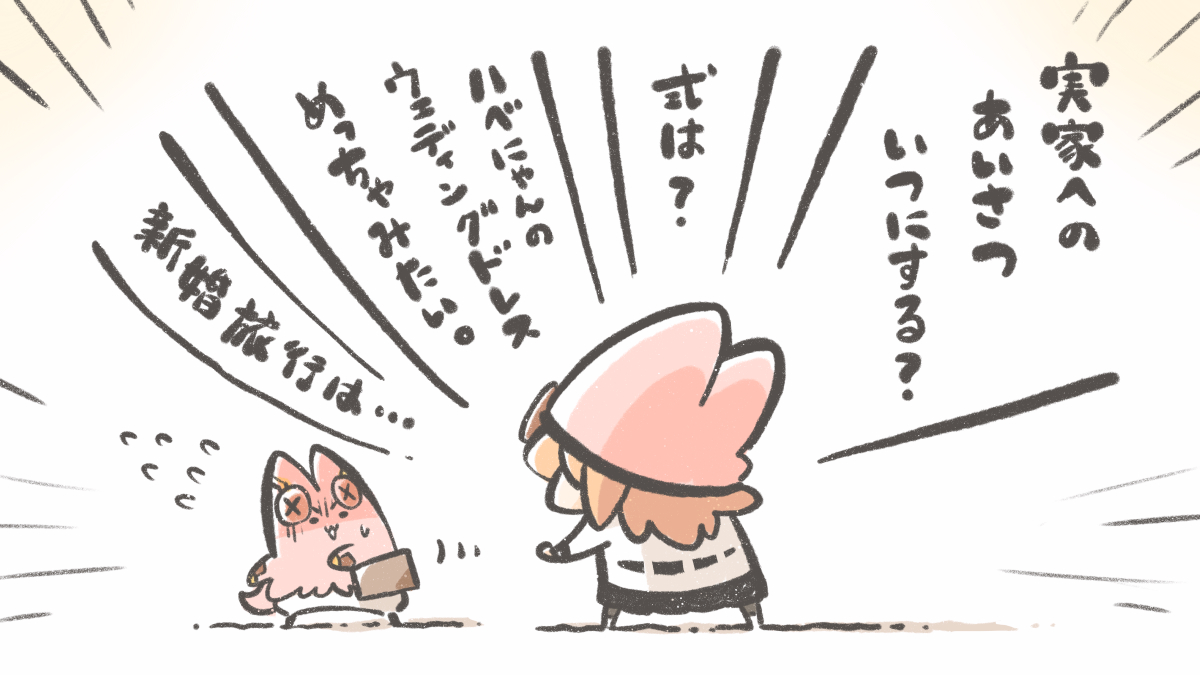 実家への
あいさつ
いつにする?
式は?
ハベにゃんの
ウェディングドレス
めっちゃみたい。
新婚旅行は…